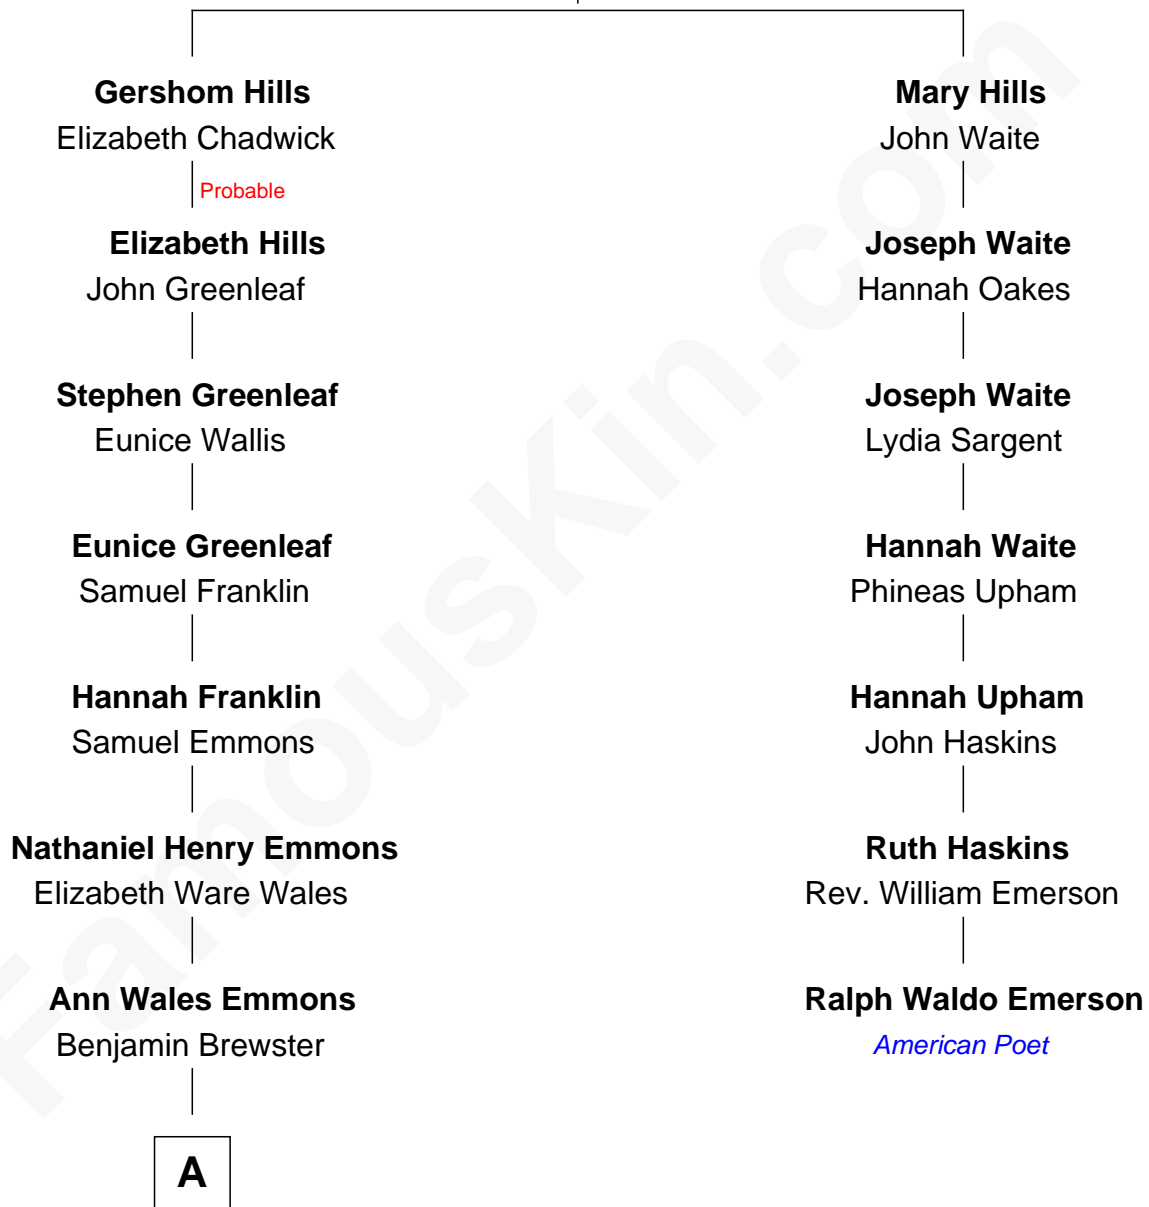 Gershom Hills
Elizabeth Chadwick
Probable
Elizabeth Hills
John Greenleaf
Stephen Greenleaf
Eunice Wallis
Eunice Greenleaf
Samuel Franklin
Hannah Franklin
Samuel Emmons
Nathaniel Henry Emmons
Elizabeth Ware Wales
Ann Wales Emmons
Benjamin Brewster
A
Mary Hills
John Waite
Joseph Waite
Hannah Oakes
Joseph Waite
Lydia Sargent
Hannah Waite
Phineas Upham
Hannah Upham
John Haskins
Ruth Haskins
Rev. William Emerson
Ralph Waldo Emerson
American Poet
FamousKin.com